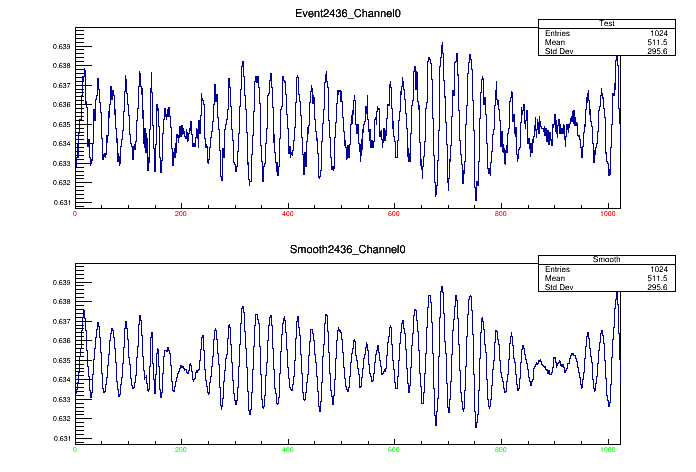 Event2436_Channel0
Test
Entries 1024
Mean 511.5
Std Dev 295.6
0.639
0.638
0.637
0.636
0.635
0.634
0.633
0.632
0.631
0 200 400 600 800 1000
Smooth2436_Channel0
Smooth
Entries 1024
Mean 511.5
Std Dev 295.6
0.639
0.638
0.637
0.636
0.635
0.634
0.633
0.632
0.631
0 200 400 600 800 1000